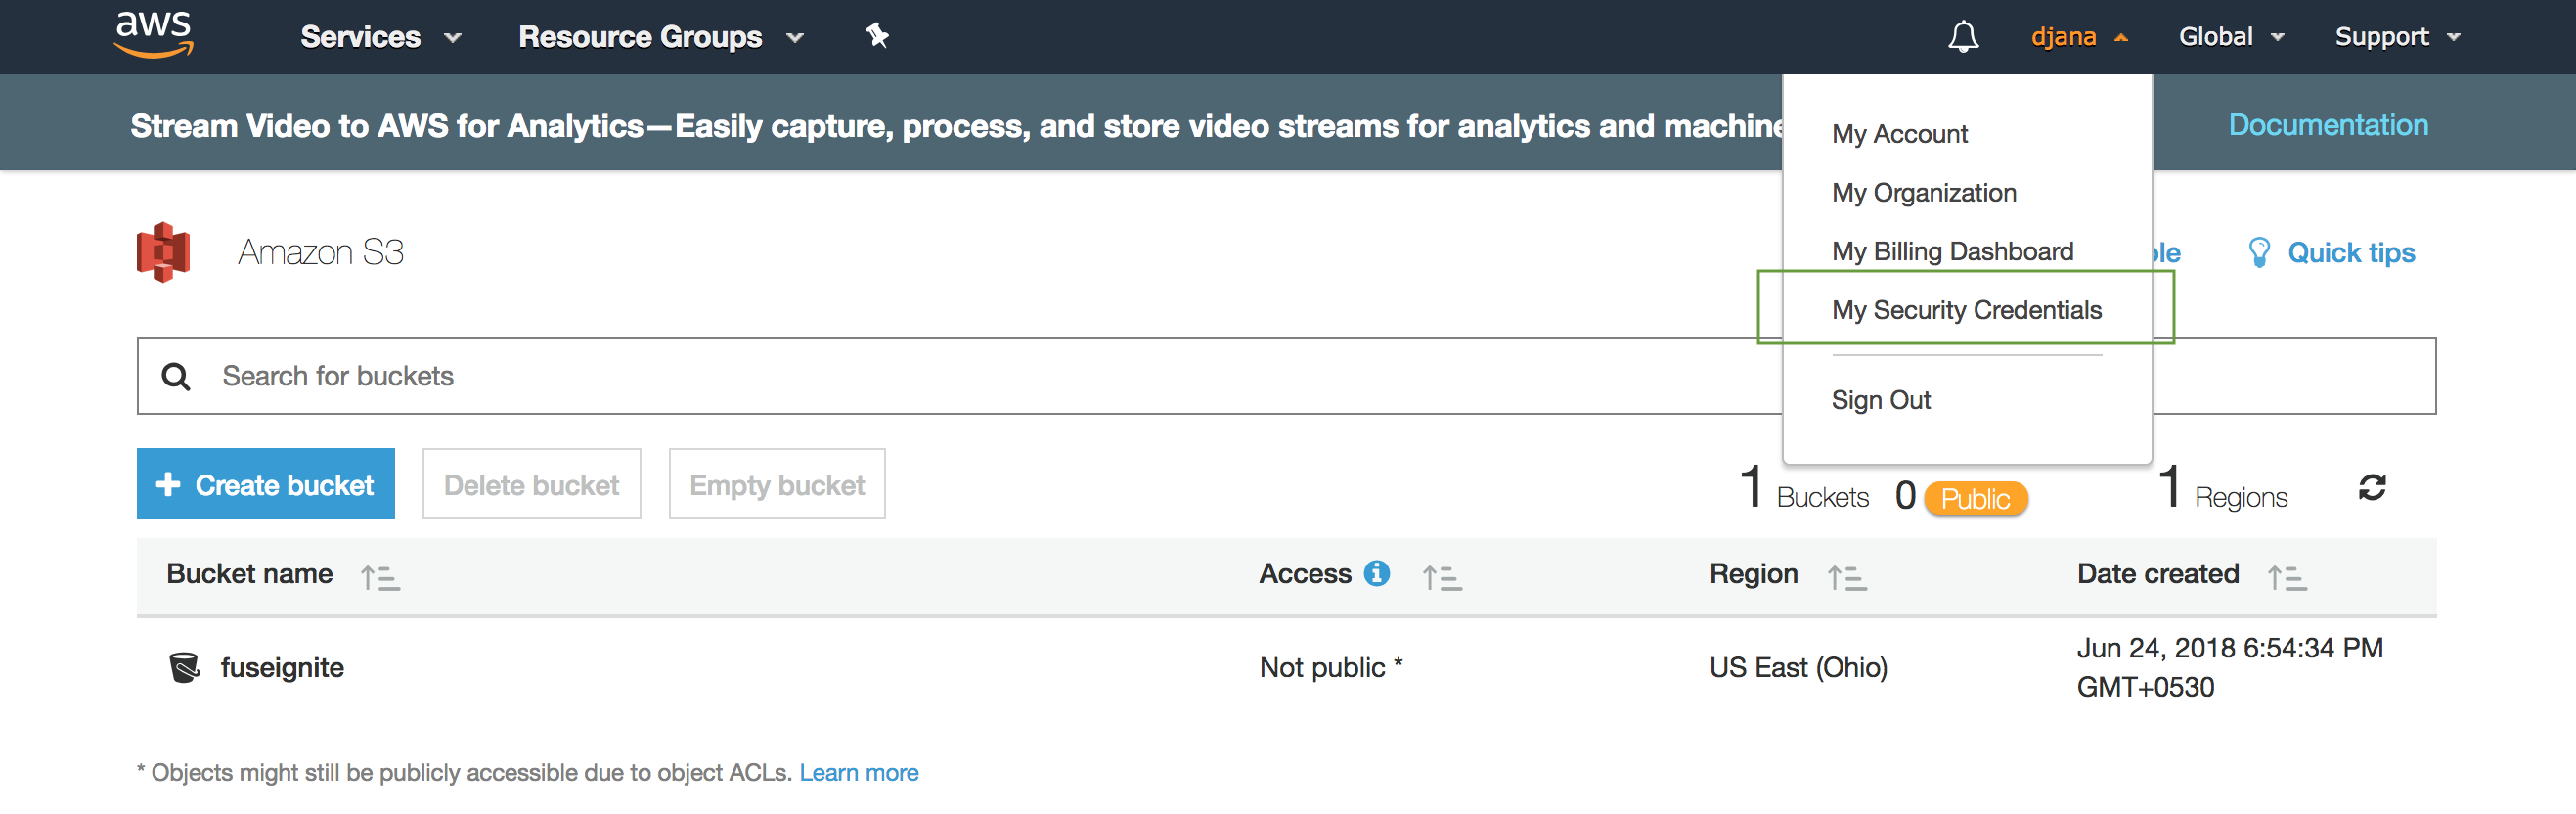 aws Services Resource Groups djana Global Support
Stream Video to AWS for Analytics—Easily capture, process, and store video streams for analytics and machine
Documentation
My Account
My Organization
My Billing Dashboard
My Security Credentials
Sign Out
Amazon S3
Quick tips
Search for buckets
+ Create bucket Delete bucket Empty bucket
1 Buckets 0 Public 1 Regions
Bucket name Access Region Date created
fuseignite Not public * US East (Ohio) Jun 24, 2018 6:54:34 PM
GMT+0530
* Objects might still be publicly accessible due to object ACLs. Learn more